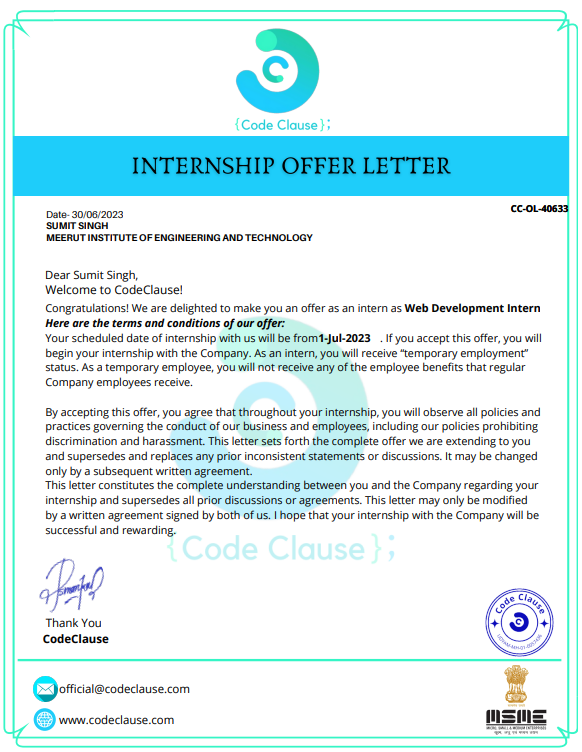 {Code Clause};
INTERNSHIP OFFER LETTER
CC-OL-40633
Date- 30/06/2023
SUMIT SINGH
MEERUT INSTITUTE OF ENGINEERING AND TECHNOLOGY
Dear Sumit Singh,
Welcome to CodeClause!
Congratulations! We are delighted to make you an offer as an intern as Web Development Intern
Here are the terms and conditions of our offer:
Your scheduled date of internship with us will be from1-Jul-2023 . If you accept this offer, you will
begin your internship with the Company. As an intern, you will receive “temporary employment”
status. As a temporary employee, you will not receive any of the employee benefits that regular
Company employees receive.
By accepting this offer, you agree that throughout your internship, you will observe all policies and
practices governing the conduct of our business and employees, including our policies prohibiting
discrimination and harassment. This letter sets forth the complete offer we are extending to you
and supersedes and replaces any prior inconsistent statements or discussions. It may be changed
only by a subsequent written agreement.
This letter constitutes the complete understanding between you and the Company regarding your
internship and supersedes all prior discussions or agreements. This letter may only be modified
by a written agreement signed by both of us. I hope that your internship with the Company will be
successful and rewarding.
{Code Clause};
Thank You
CodeClause
Code Clause
official@codeclause.com
www.codeclause.com
MSME
MICRO, SMALL & MEDIUM ENTERPRISES
सूक्ष्म, लघु एवं मध्यम उद्यम